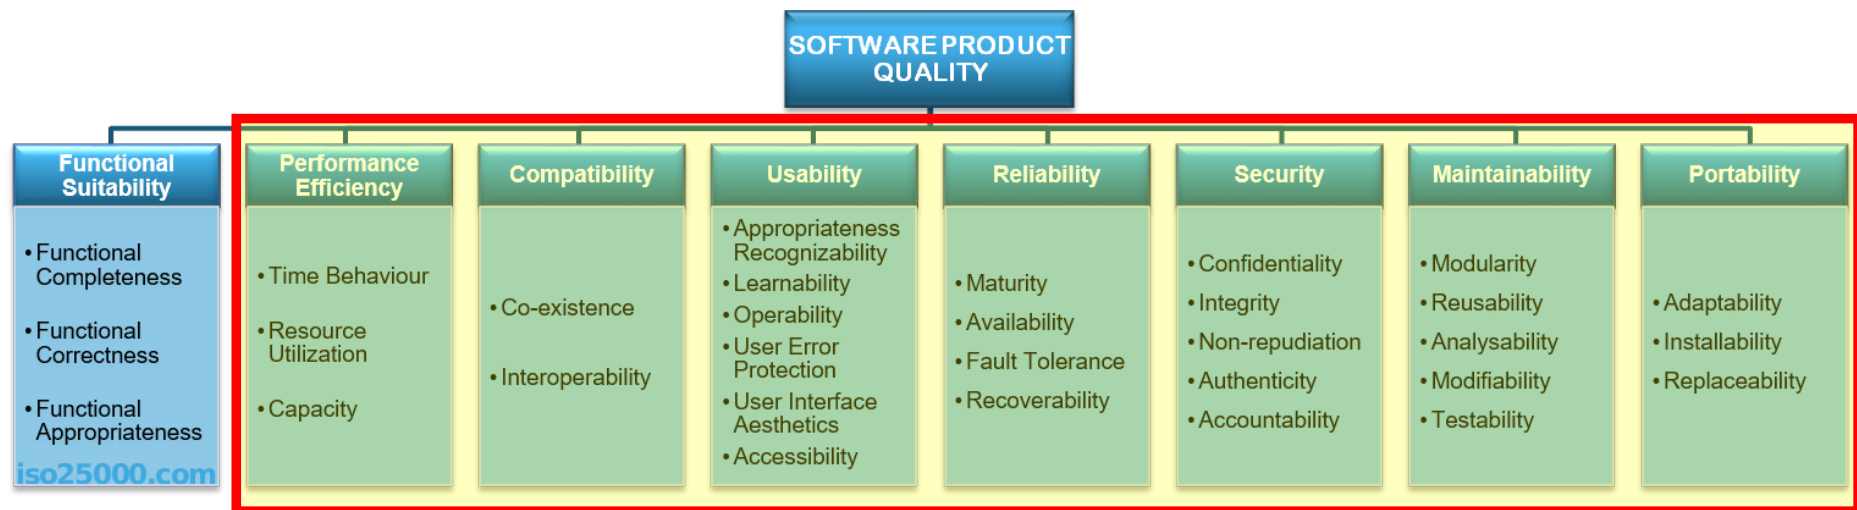 SOFTWARE PRODUCT
QUALITY
Functional
Suitability
• Functional
Completeness
• Functional
Correctness
• Functional
Appropriateness
iso25000.com
Performance
Efficiency
• Time Behaviour
• Resource
Utilization
• Capacity
Compatibility
• Co-existence
• Interoperability
Usability
• Appropriateness
Recognizability
• Learnability
• Operability
• User Error
Protection
• User Interface
Aesthetics
• Accessibility
Reliability
• Maturity
• Availability
• Fault Tolerance
• Recoverability
Security
• Confidentiality
• Integrity
• Non-repudiation
• Authenticity
• Accountability
Maintainability
• Modularity
• Reusability
• Analysability
• Modifiability
• Testability
Portability
• Adaptability
• Installability
• Replaceability